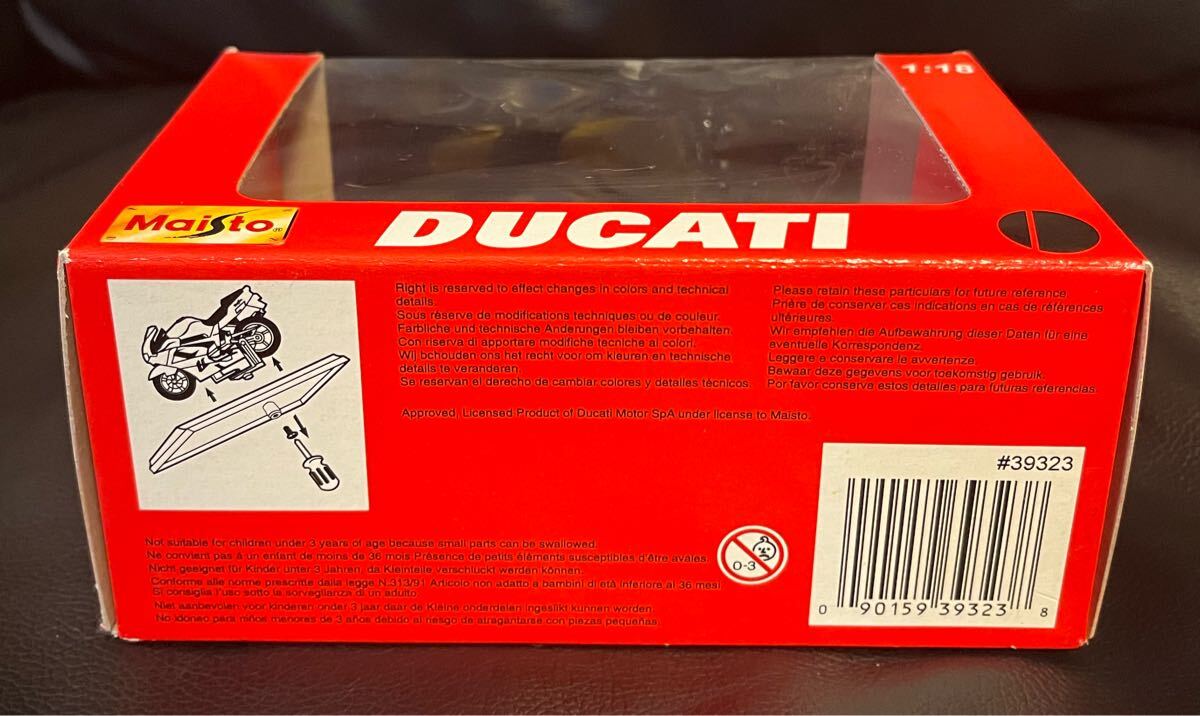 1:18
Maisto®
DUCATI
Right is reserved to effect changes in colors and technical
details.
Sous réserve de modifications techniques ou de couleur.
Farbliche und technische Anderungen bleiben vorbehalten.
Con riserva di apportare modifiche tecniche al colori.
Wij bchouden ons het recht voor om kleuren en technische
details te veranderen
Se reservan el derecho de cambiar colores y detalles técnicos.
Please retain these particulars for future reference.
Prière de conserver ces indications en cas de références
ultérieures.
Wir empfehlen die Aufbewahrung dieser Daten für eine
eventuelle Korrespondenz.
Leggere e conservare le avvertenze.
Bewaar deze gegevens voor toekomstig gebruik.
Por favor conserve estos detalles para futuras referencias.
Approved, Licensed Product of Ducati Motor SpA under license to Maisto.
#39323
Not suitable for children under 3 years of age because small parts can be swallowed.
Ne convient pas à un enfant de moins de 36 mois Présence de petits éléments susceptibles d'être avalés.
Nicht geeignet für Kinder unter 3 Jahren, da Kleinteile verschluckt werden können.
Conforme alle norme prescritte dalla legge N.313/91 Articolo non adatto a bambini di età inferiore ai 36 mesi
Si consiglia l'uso sotto la sorveglianza di un adulto.
Niet aanbevolen voor kinderen onder 3 jaar daar de Kleine onderdelen ingeslikt kunnen worden.
No idoneo para niños menores de 3 años debido al riesgo de atragantarse con piezas pequeñas.
0-3
0 90159 39323 8